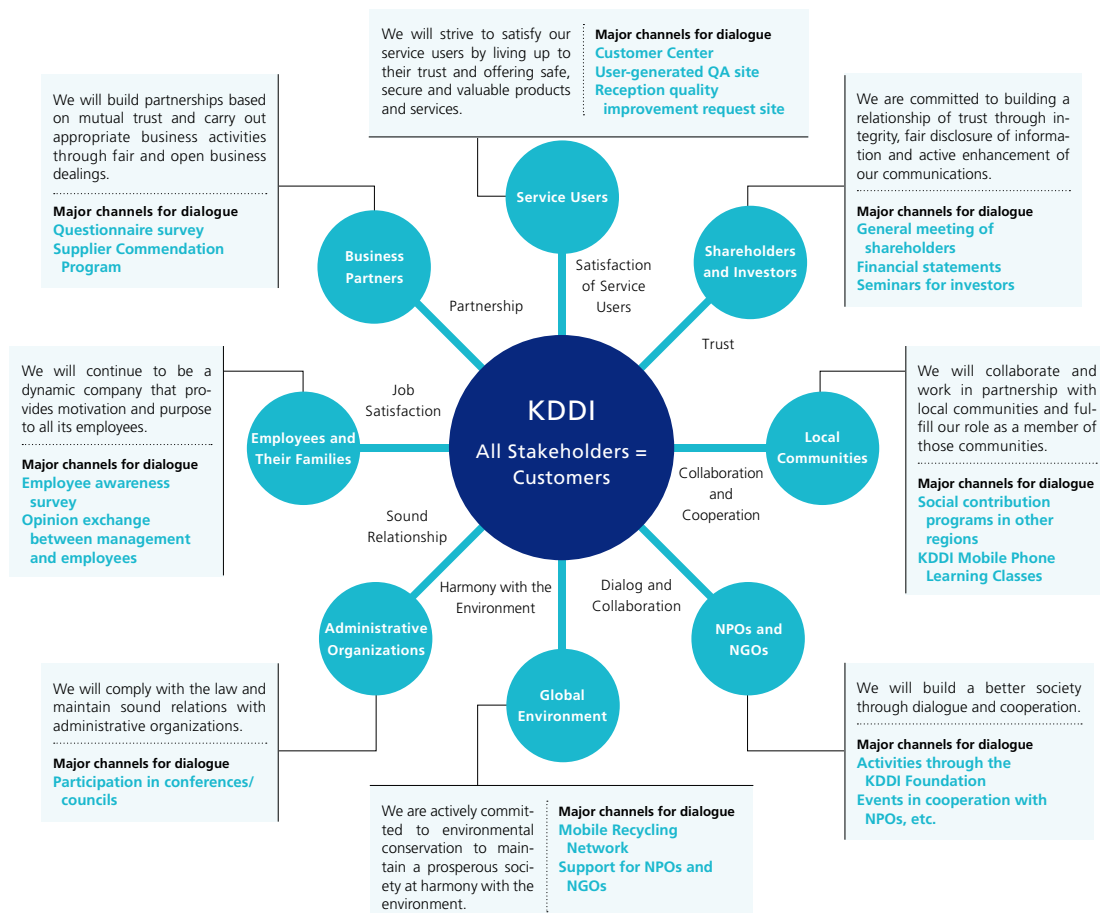 We will strive to satisfy our
service users by living up to
their trust and offering safe,
secure and valuable products
and services.
Major channels for dialogue
Customer Center
User-generated QA site
Reception quality
improvement request site
We will build partnerships based
on mutual trust and carry out
appropriate business activities
through fair and open business
dealings.
Major channels for dialogue
Questionnaire survey
Supplier Commendation
Program
We are committed to building a
relationship of trust through in-
tegrity, fair disclosure of informa-
tion and active enhancement of
our communications.
Major channels for dialogue
General meeting of
shareholders
Financial statements
Seminars for investors
Service Users
Business
Partners
Shareholders
and Investors
Partnership
Satisfaction
of Service
Users
Trust
We will continue to be a
dynamic company that pro-
vides motivation and purpose
to all its employees.
Major channels for dialogue
Employee awareness
survey
Opinion exchange
between management
and employees
Employees and
Their Families
Job
Satisfaction
KDDI
All Stakeholders =
Customers
Collaboration
and
Cooperation
Local
Communities
We will collaborate and
work in partnership with
local communities and ful-
fill our role as a member of
those communities.
Major channels for dialogue
Social contribution
programs in other
regions
KDDI Mobile Phone
Learning Classes
Sound
Relationship
Harmony with the
Environment
Dialog and
Collaboration
Administrative
Organizations
Global
Environment
NPOs and
NGOs
We will comply with the law and
maintain sound relations with
administrative organizations.
Major channels for dialogue
Participation in conferences/
councils
We are actively commit-
ted to environmental
conservation to main-
tain a prosperous soci-
ety at harmony with the
environment.
Major channels for dialogue
Mobile Recycling
Network
Support for NPOs and
NGOs
We will build a better society
through dialogue and cooperation.
Major channels for dialogue
Activities through the
KDDI Foundation
Events in cooperation with
NPOs, etc.